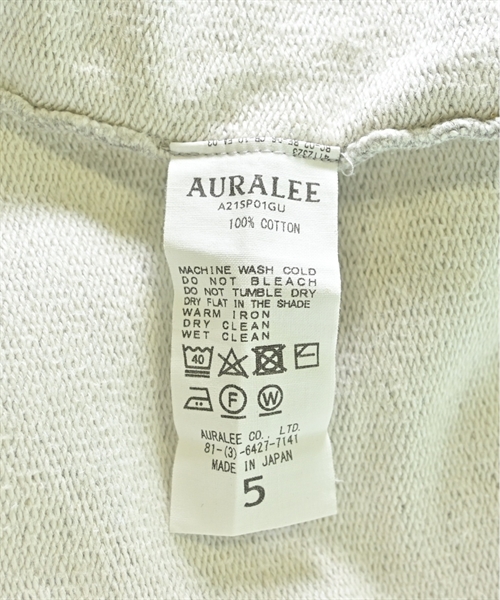 AURALEE
A21SP01GU
100% COTTON
MACHINE WASH COLD
DO NOT BLEACH
DO NOT TUMBLE DRY
DRY FLAT IN THE SHADE
WARM IRON
DRY CLEAN
WET CLEAN
40
F W
AURALEE CO., LTD.
81-(3)-6427-7141
MADE IN JAPAN
5